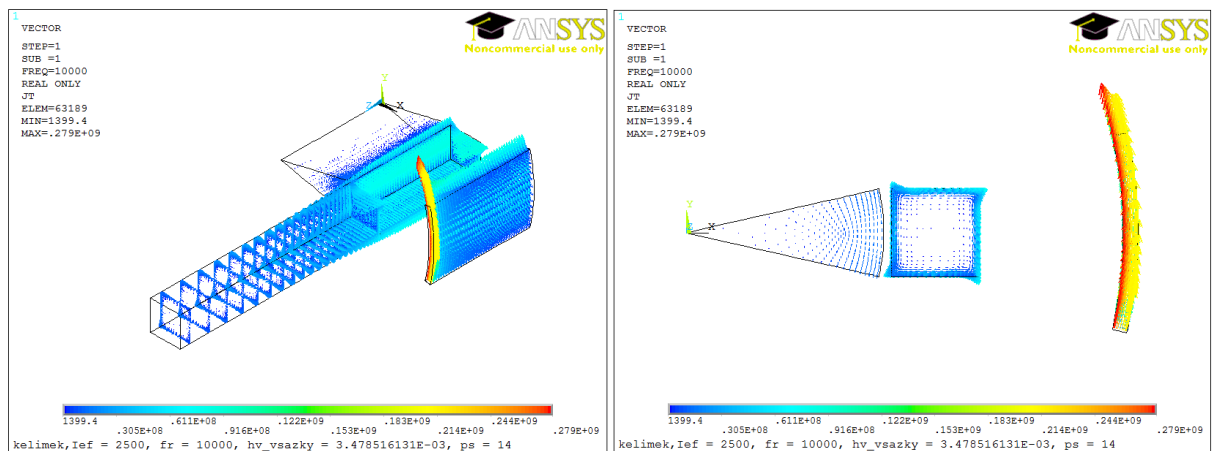 1
ANSYS
Noncommercial use only
VECTOR
STEP=1
SUB =1
FREQ=10000
REAL ONLY
JT
ELEM=63189
MIN=1399.4
MAX=.279E+09
Y
Z X
1399.4 .611E+08 .122E+09 .183E+09 .244E+09
.305E+08 .916E+08 .153E+09 .214E+09 .279E+09
kelimek,Ief = 2500, fr = 10000, hv_vsazky = 3.478516131E-03, ps = 14
1
ANSYS
Noncommercial use only
VECTOR
STEP=1
SUB =1
FREQ=10000
REAL ONLY
JT
ELEM=63189
MIN=1399.4
MAX=.279E+09
Y
X
1399.4 .611E+08 .122E+09 .183E+09 .244E+09
.305E+08 .916E+08 .153E+09 .214E+09 .279E+09
kelimek,Ief = 2500, fr = 10000, hv_vsazky = 3.478516131E-03, ps = 14